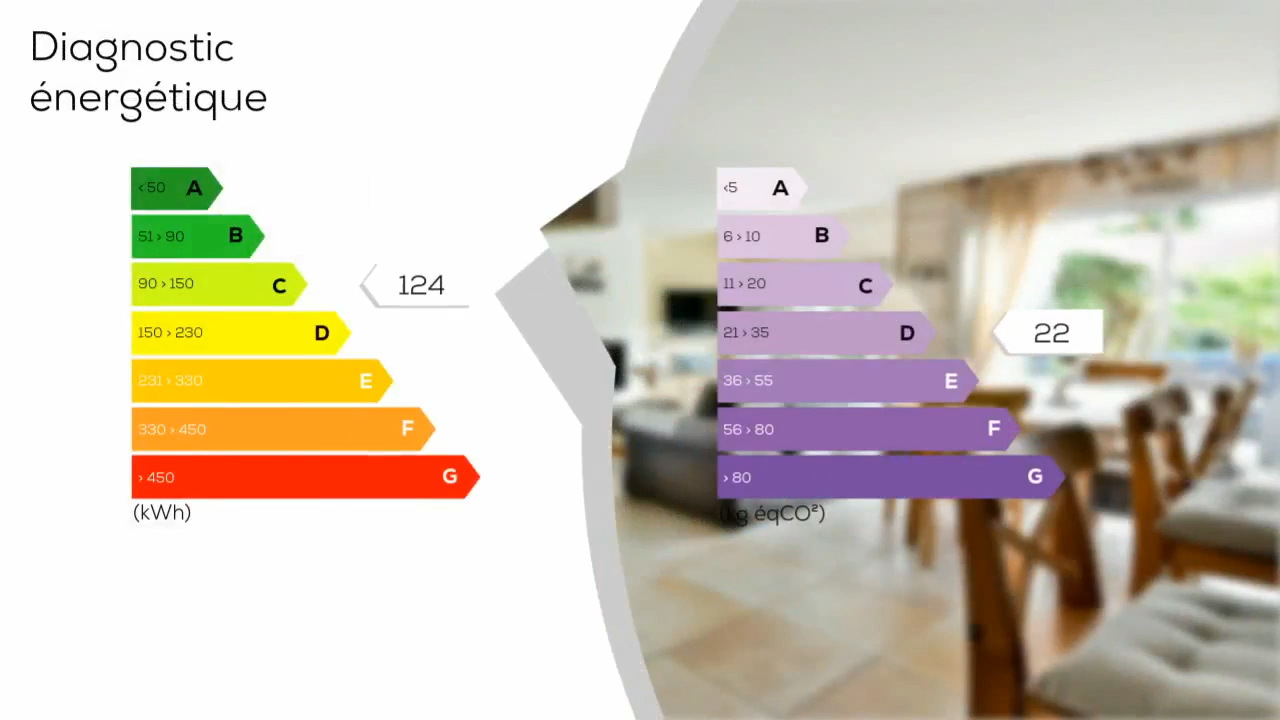 Diagnostic
énergétique
< 50 A
51 > 90 B
90 > 150 C
124
150 > 230 D
231 > 330 E
330 > 450 F
> 450 G
(kWh)
<5 A
6 > 10 B
11 > 20 C
21 > 35 D
22
36 > 55 E
56 > 80 F
> 80 G
(kg éqCO²)